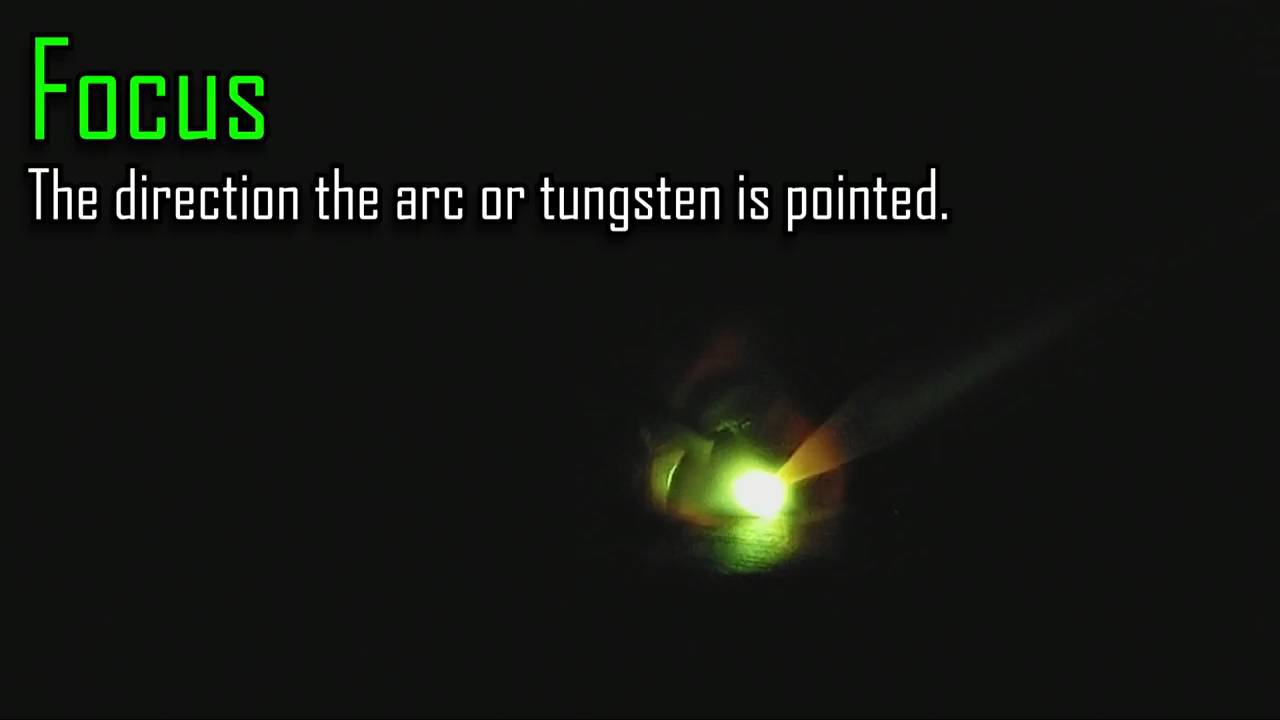 Focus
The direction the arc or tungsten is pointed.